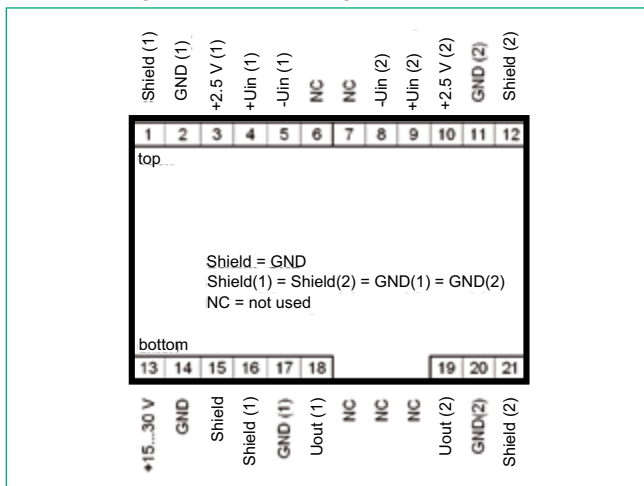 Shield (1)
GND (1)
+2.5 V (1)
+Uin (1)
-Uin (1)
NC
NC
-Uin (2)
+Uin (2)
+2.5 V (2)
GND (2)
Shield (2)
1 2 3 4 5 6 7 8 9 10 11 12
top
Shield = GND
Shield(1) = Shield(2) = GND(1) = GND(2)
NC = not used
bottom
13 14 15 16 17 18 19 20 21
+15...30 V
GND
Shield
Shield (1)
GND (1)
Uout (1)
NC
NC
NC
Uout (2)
GND(2)
Shield (2)